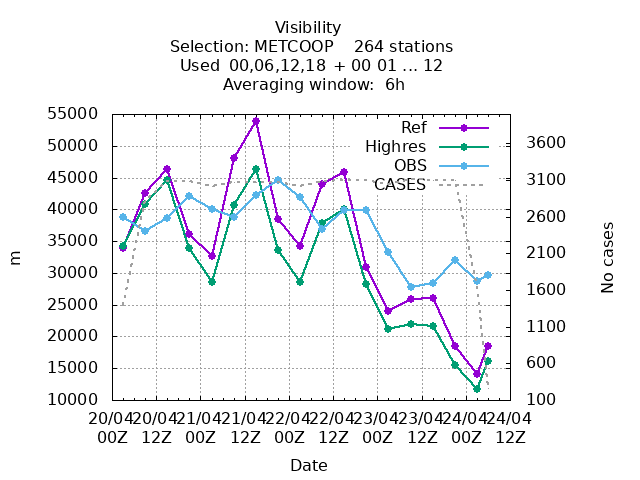 Visibility
Selection: METCOOP    264 stations
Used  00,06,12,18  + 00 01 ... 12
Averaging window:  6h
55000
50000
45000
40000
35000
30000
25000
20000
15000
10000
m
Ref
Highres
OBS
CASES
3600
3100
2600
2100
1600
1100
600
100
No cases
20/04 20/04 21/04 21/04 22/04 22/04 23/04 23/04 24/04 24/04
00Z 12Z 00Z 12Z 00Z 12Z 00Z 12Z 00Z 12Z
Date